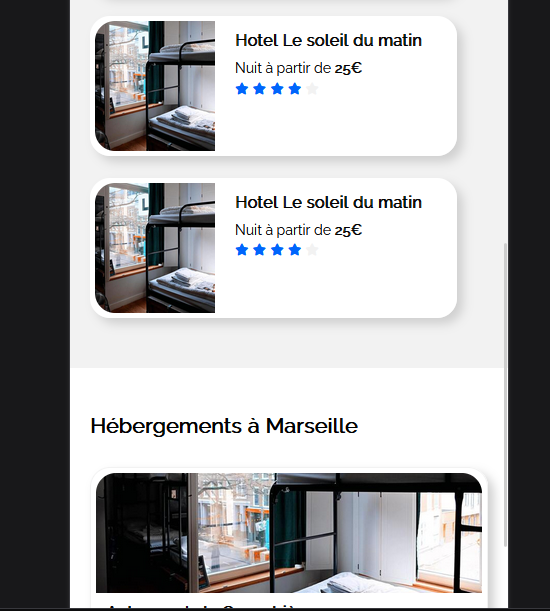 Hotel Le soleil du matin
Nuit à partir de 25€
Hotel Le soleil du matin
Nuit à partir de 25€
Hébergements à Marseille